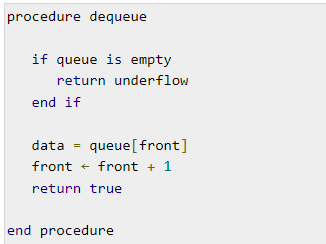 procedure dequeue
if queue is empty
return underflow
end if
data = queue[front]
front ← front + 1
return true
end procedure